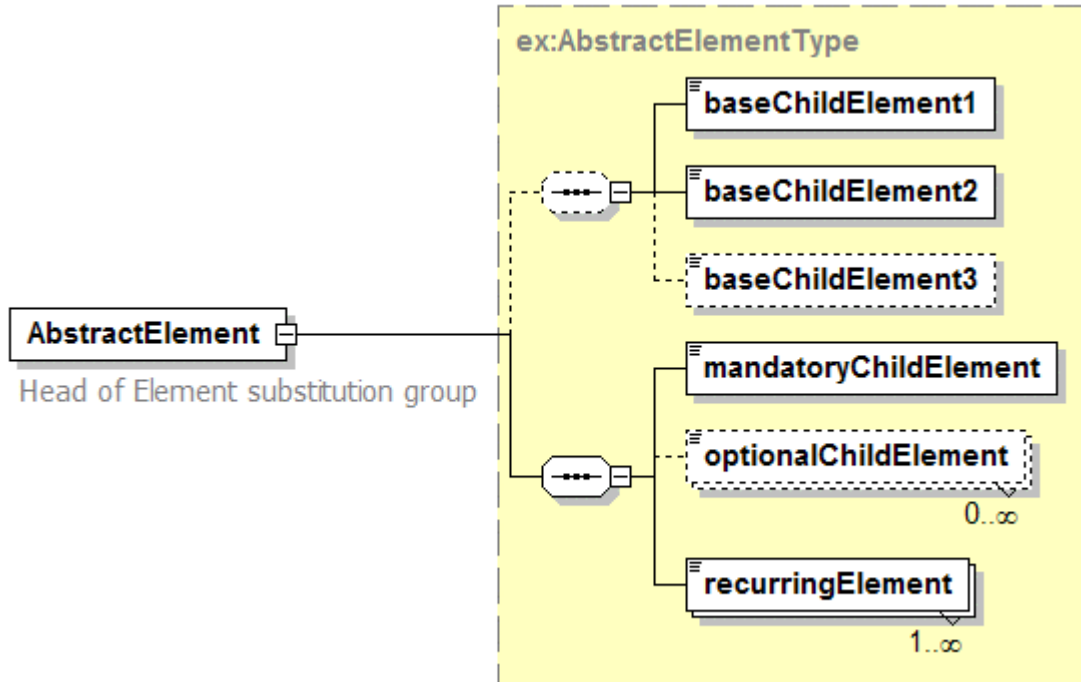 ex:AbstractElementType
baseChildElement1
baseChildElement2
baseChildElement3
AbstractElement
Head of Element substitution group
mandatoryChildElement
optionalChildElement
0..∞
recurringElement
1..∞